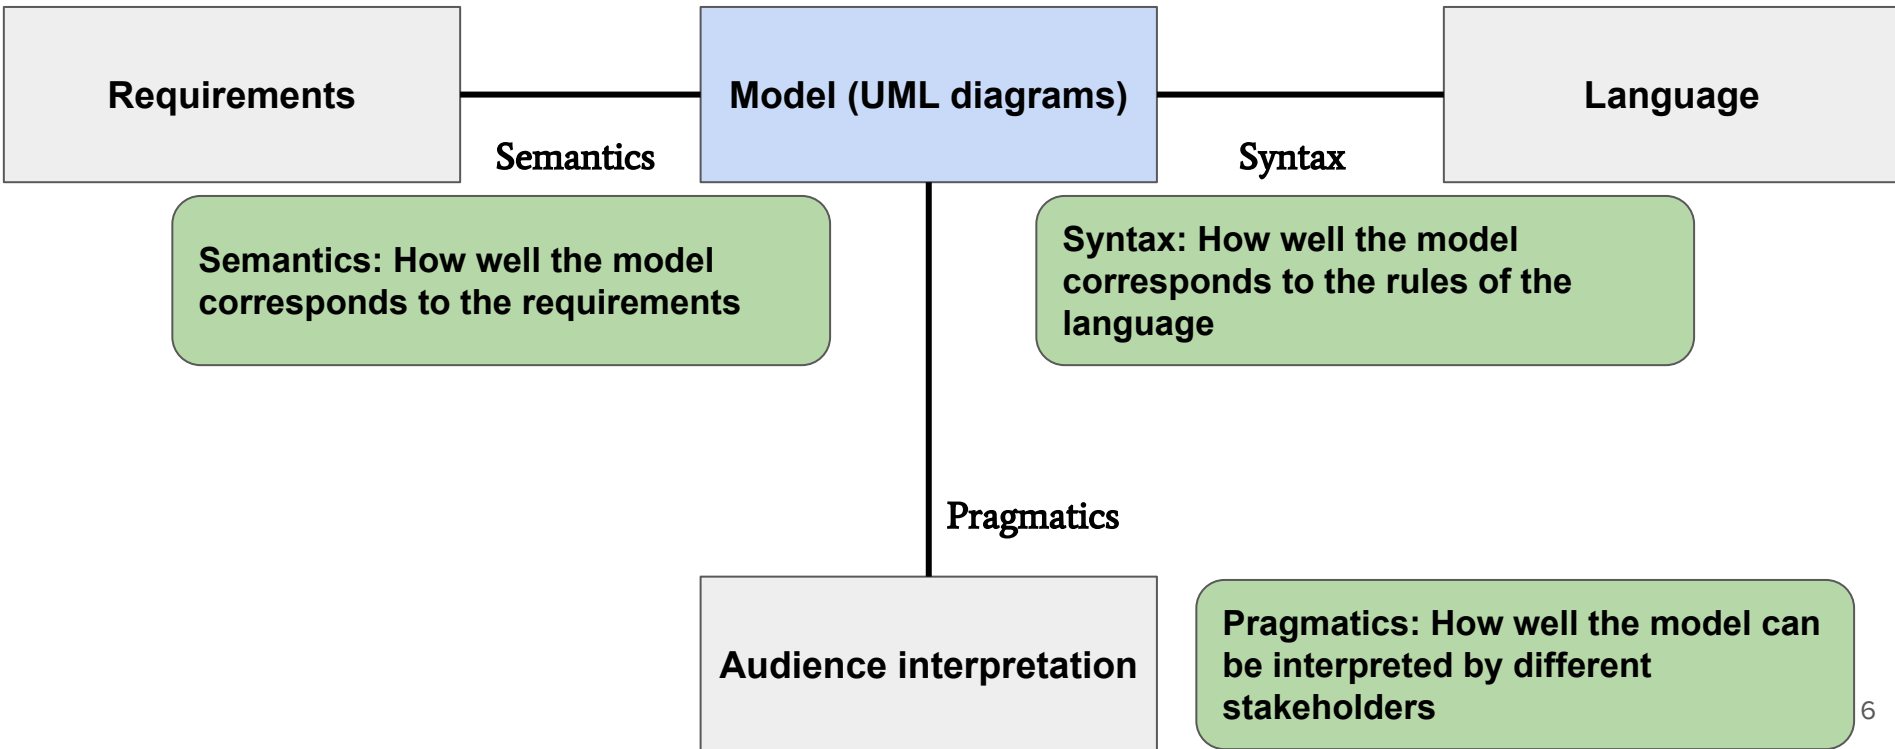 Requirements
Model (UML diagrams)
Language
Semantics
Syntax
Semantics: How well the model
corresponds to the requirements
Syntax: How well the model
corresponds to the rules of the
language
Pragmatics
Audience interpretation
Pragmatics: How well the model can
be interpreted by different
stakeholders
6